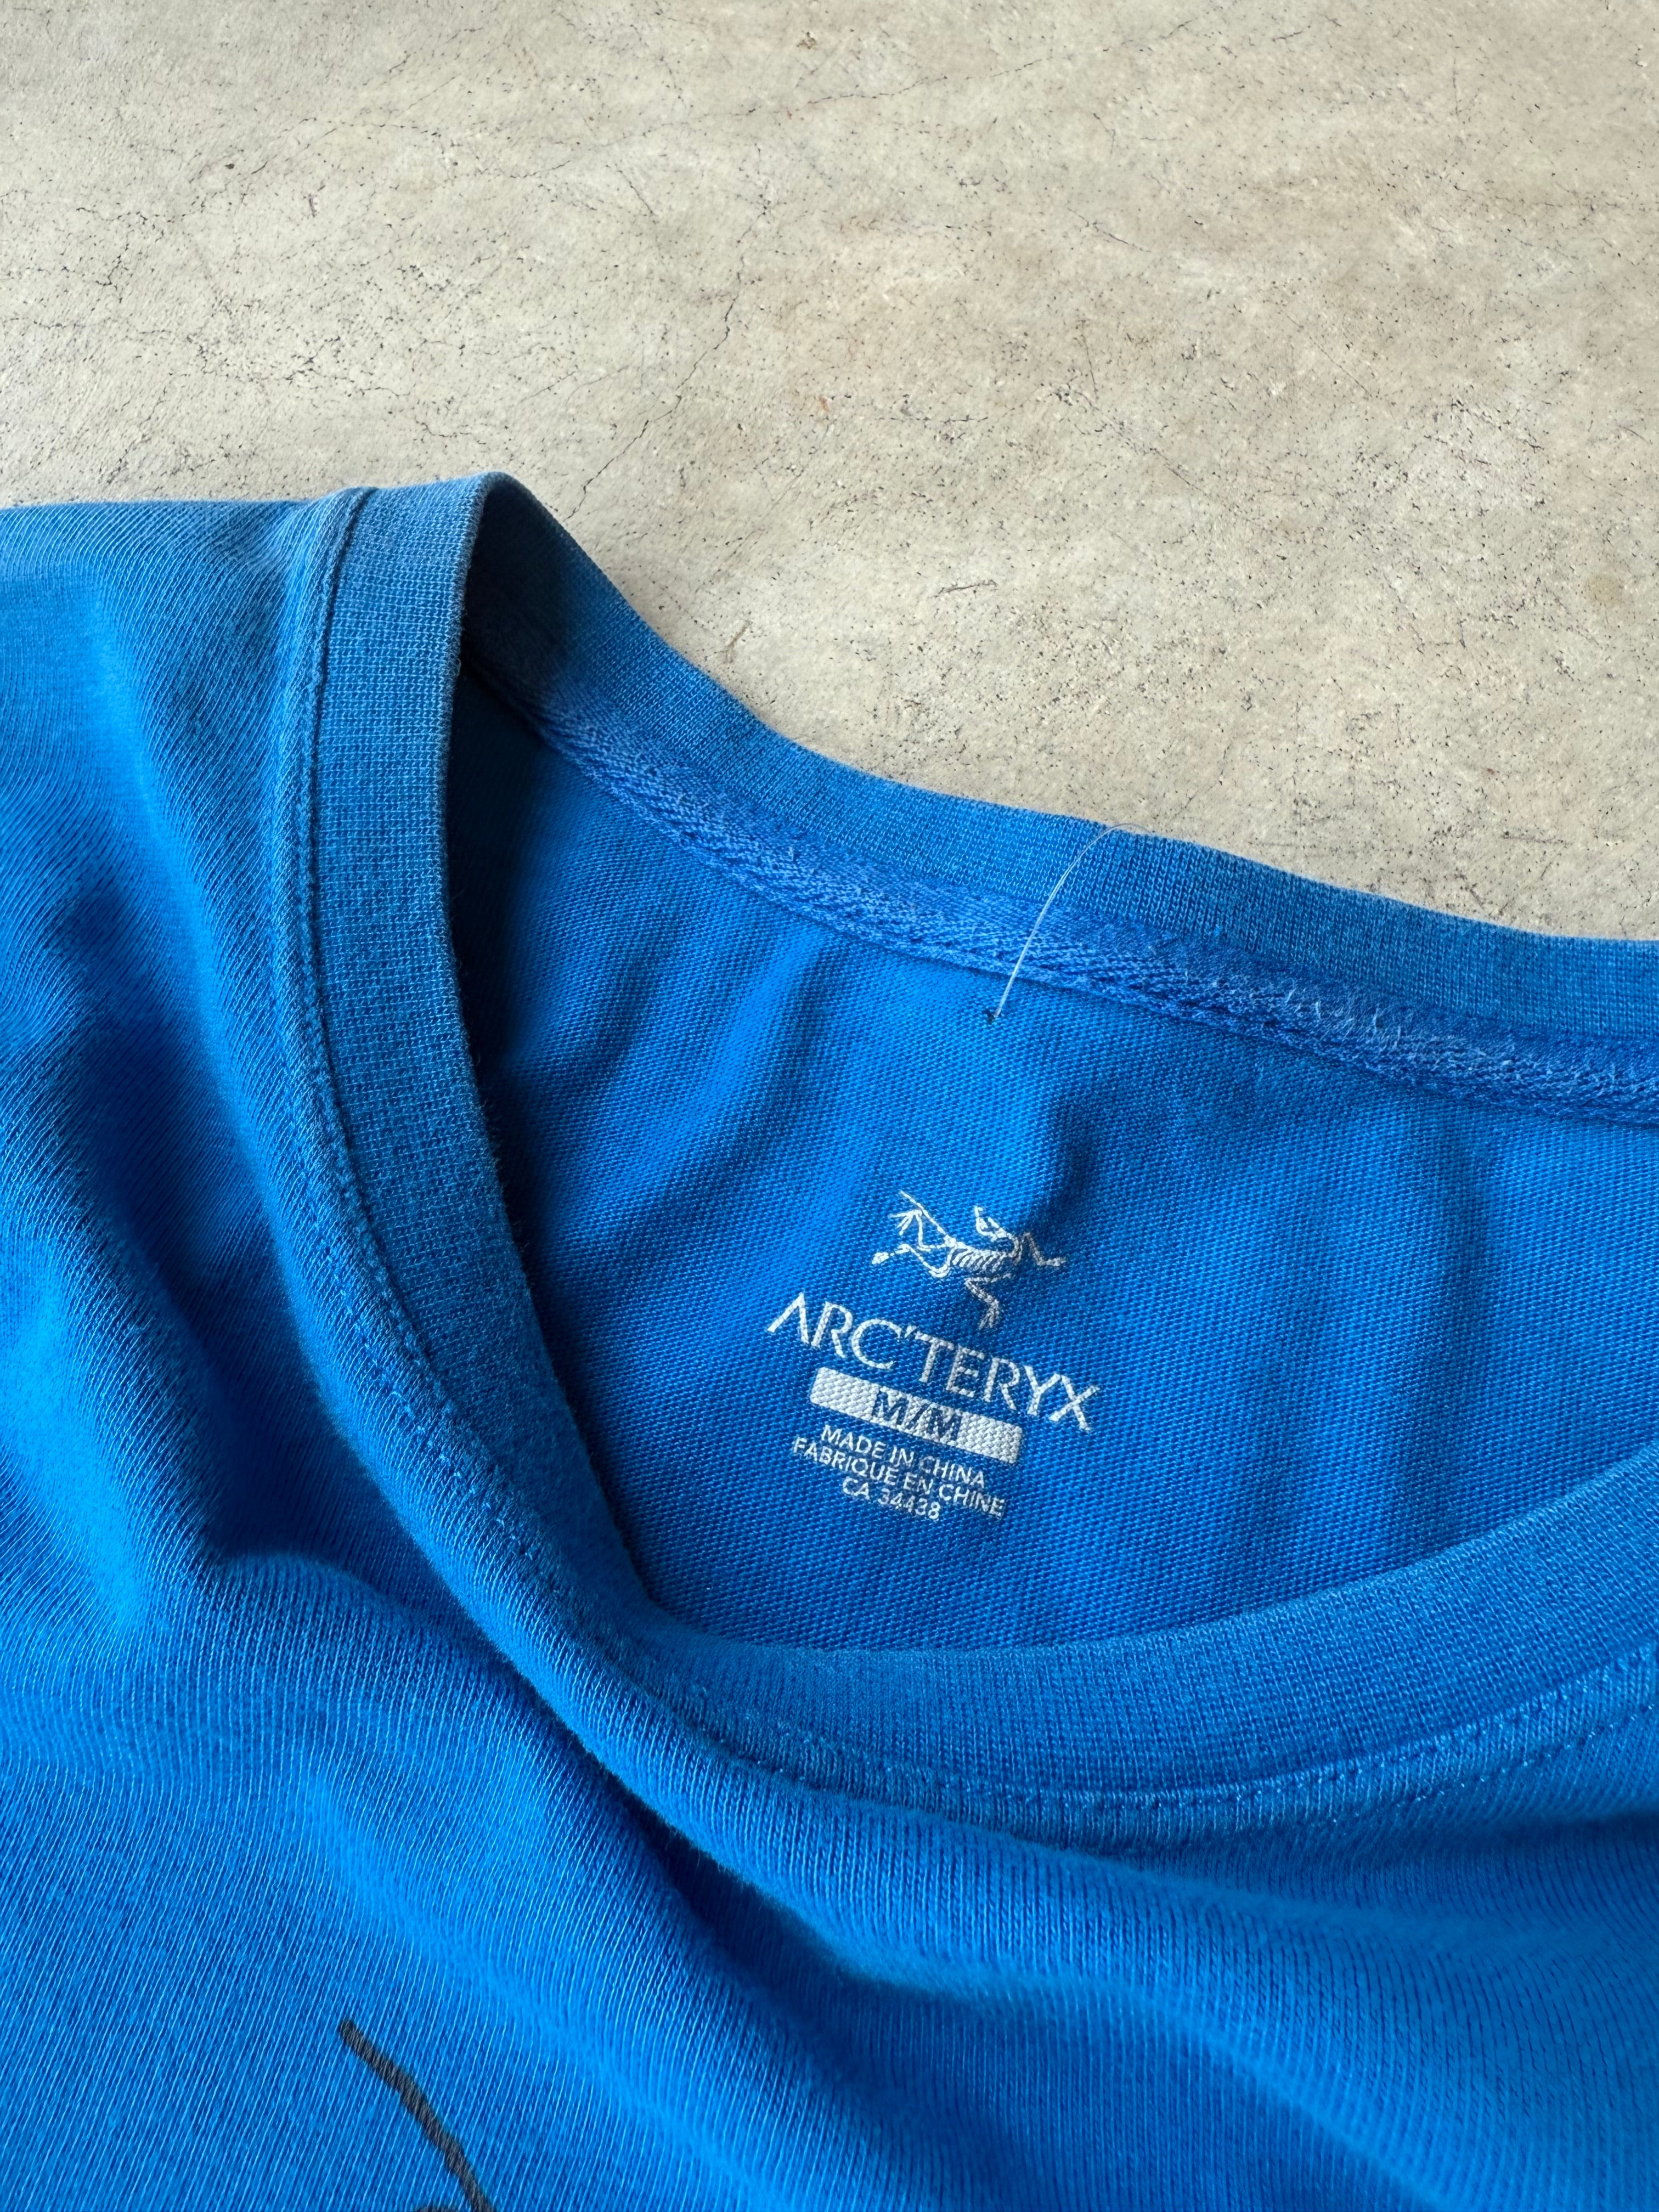 ARC'TERYX
M/M
MADE IN CHINA
FABRIQUE EN CHINE
CA 34438